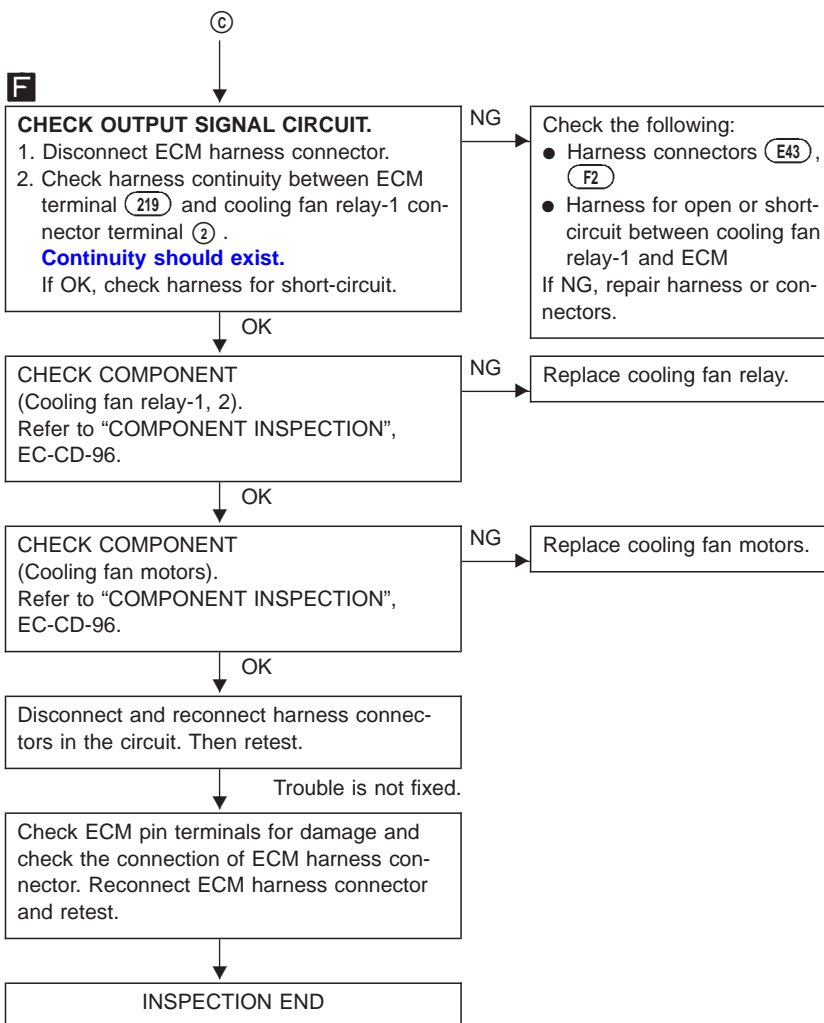 C
F
CHECK OUTPUT SIGNAL CIRCUIT.
1. Disconnect ECM harness connector.
2. Check harness continuity between ECM
terminal 219 and cooling fan relay-1 con-
nector terminal 2 .
Continuity should exist.
If OK, check harness for short-circuit.
NG
Check the following:
● Harness connectors E43 ,
F2
● Harness for open or short-
circuit between cooling fan
relay-1 and ECM
If NG, repair harness or con-
nectors.
OK
CHECK COMPONENT
(Cooling fan relay-1, 2).
Refer to “COMPONENT INSPECTION”,
EC-CD-96.
NG
Replace cooling fan relay.
OK
CHECK COMPONENT
(Cooling fan motors).
Refer to “COMPONENT INSPECTION”,
EC-CD-96.
NG
Replace cooling fan motors.
OK
Disconnect and reconnect harness connec-
tors in the circuit. Then retest.
Trouble is not fixed.
Check ECM pin terminals for damage and
check the connection of ECM harness con-
nector. Reconnect ECM harness connector
and retest.
INSPECTION END